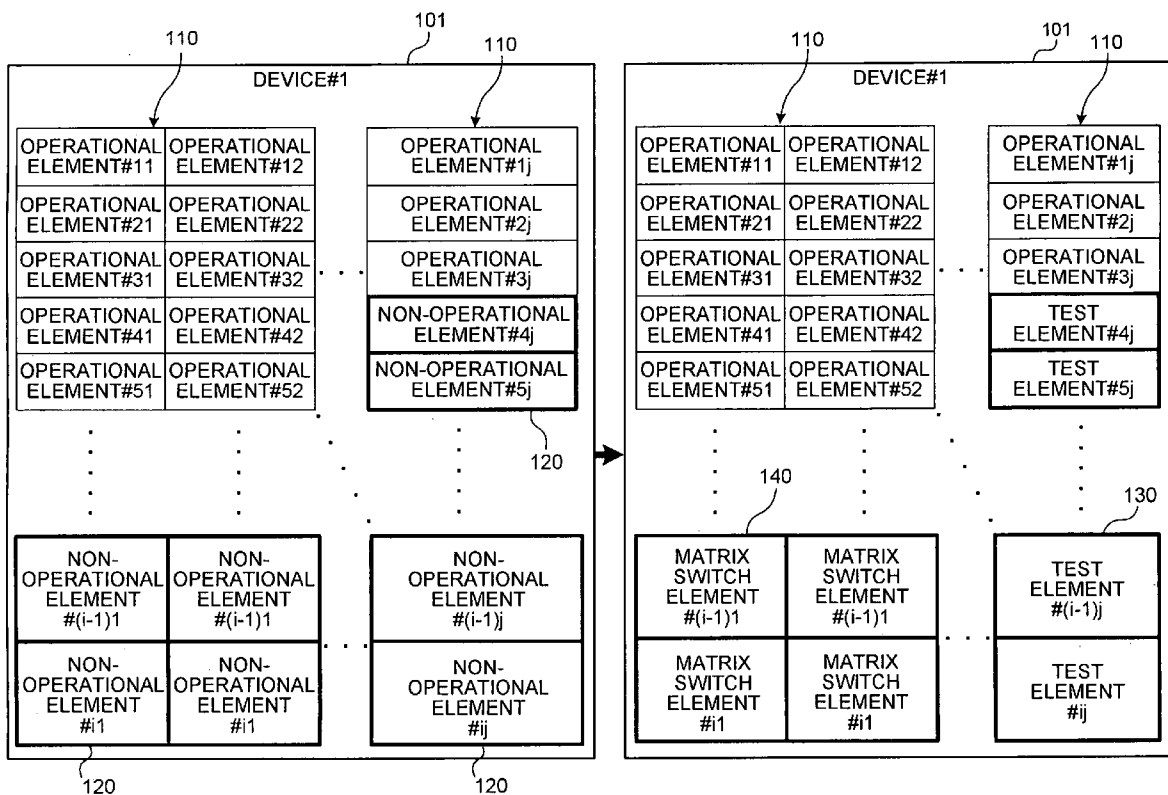 110
101
110
DEVICE#1
OPERATIONAL ELEMENT#11
OPERATIONAL ELEMENT#12
OPERATIONAL ELEMENT#1j
OPERATIONAL ELEMENT#21
OPERATIONAL ELEMENT#22
OPERATIONAL ELEMENT#2j
OPERATIONAL ELEMENT#31
OPERATIONAL ELEMENT#32
OPERATIONAL ELEMENT#3j
OPERATIONAL ELEMENT#41
OPERATIONAL ELEMENT#42
NON-OPERATIONAL ELEMENT#4j
OPERATIONAL ELEMENT#51
OPERATIONAL ELEMENT#52
NON-OPERATIONAL ELEMENT#5j
120
NON-OPERATIONAL ELEMENT #(i-1)1
NON-OPERATIONAL ELEMENT #(i-1)1
NON-OPERATIONAL ELEMENT #(i-1)j
NON-OPERATIONAL ELEMENT #i1
NON-OPERATIONAL ELEMENT #i1
NON-OPERATIONAL ELEMENT #ij
120
120
110
101
110
DEVICE#1
OPERATIONAL ELEMENT#11
OPERATIONAL ELEMENT#12
OPERATIONAL ELEMENT#1j
OPERATIONAL ELEMENT#21
OPERATIONAL ELEMENT#22
OPERATIONAL ELEMENT#2j
OPERATIONAL ELEMENT#31
OPERATIONAL ELEMENT#32
OPERATIONAL ELEMENT#3j
OPERATIONAL ELEMENT#41
OPERATIONAL ELEMENT#42
TEST ELEMENT#4j
OPERATIONAL ELEMENT#51
OPERATIONAL ELEMENT#52
TEST ELEMENT#5j
140
130
MATRIX SWITCH ELEMENT #(i-1)1
MATRIX SWITCH ELEMENT #(i-1)1
TEST ELEMENT #(i-1)j
MATRIX SWITCH ELEMENT #i1
MATRIX SWITCH ELEMENT #i1
TEST ELEMENT #ij